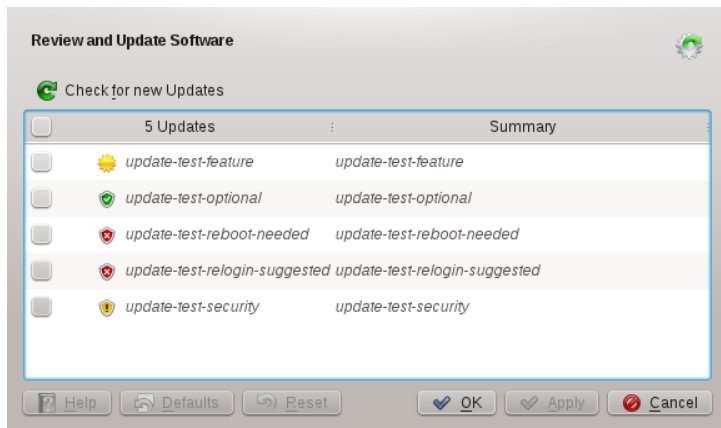 Review and Update Software
Check for new Updates
5 Updates Summary
update-test-feature update-test-feature
update-test-optional update-test-optional
update-test-reboot-needed update-test-reboot-needed
update-test-relogin-suggested update-test-relogin-suggested
update-test-security update-test-security
Help Defaults Reset OK Apply Cancel